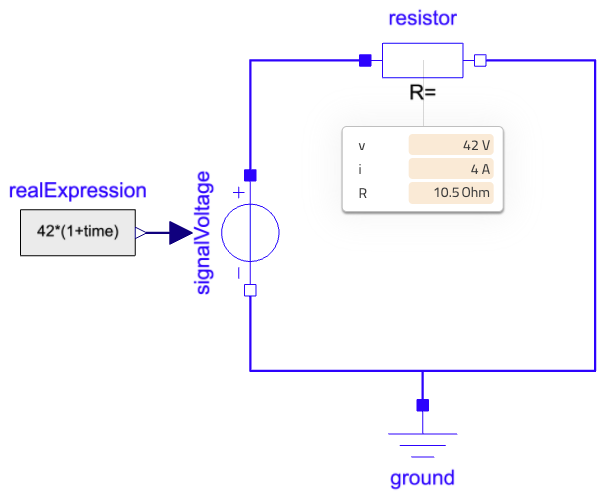 resistor
R=
v 42 V
i 4 A
R 10.5 Ohm
realExpression
42*(1+time)
signalVoltage
+
−
ground